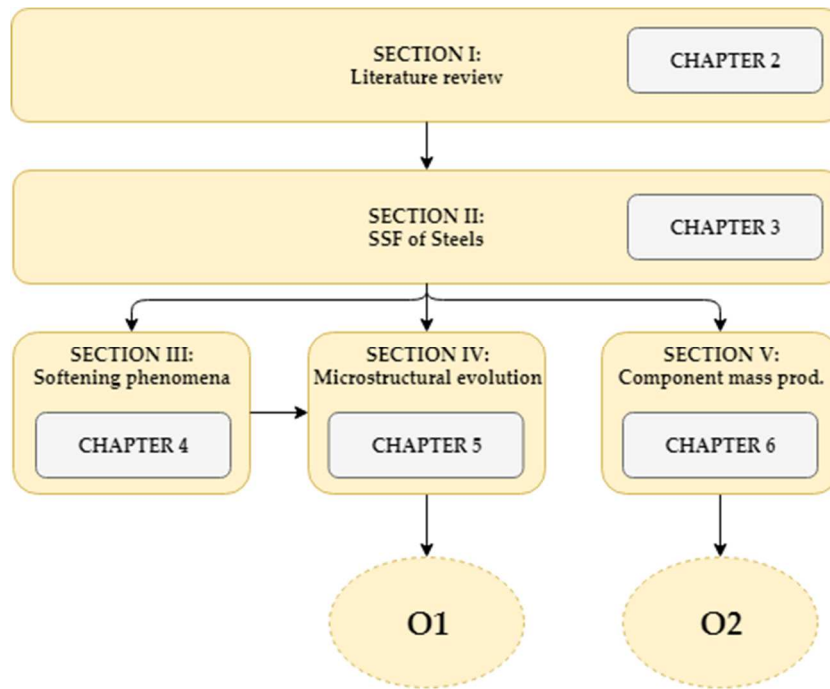 SECTION I:
Literature review
CHAPTER 2
SECTION II:
SSF of Steels
CHAPTER 3
SECTION III:
Softening phenomena
CHAPTER 4
SECTION IV:
Microstructural evolution
CHAPTER 5
SECTION V:
Component mass prod.
CHAPTER 6
O1
O2